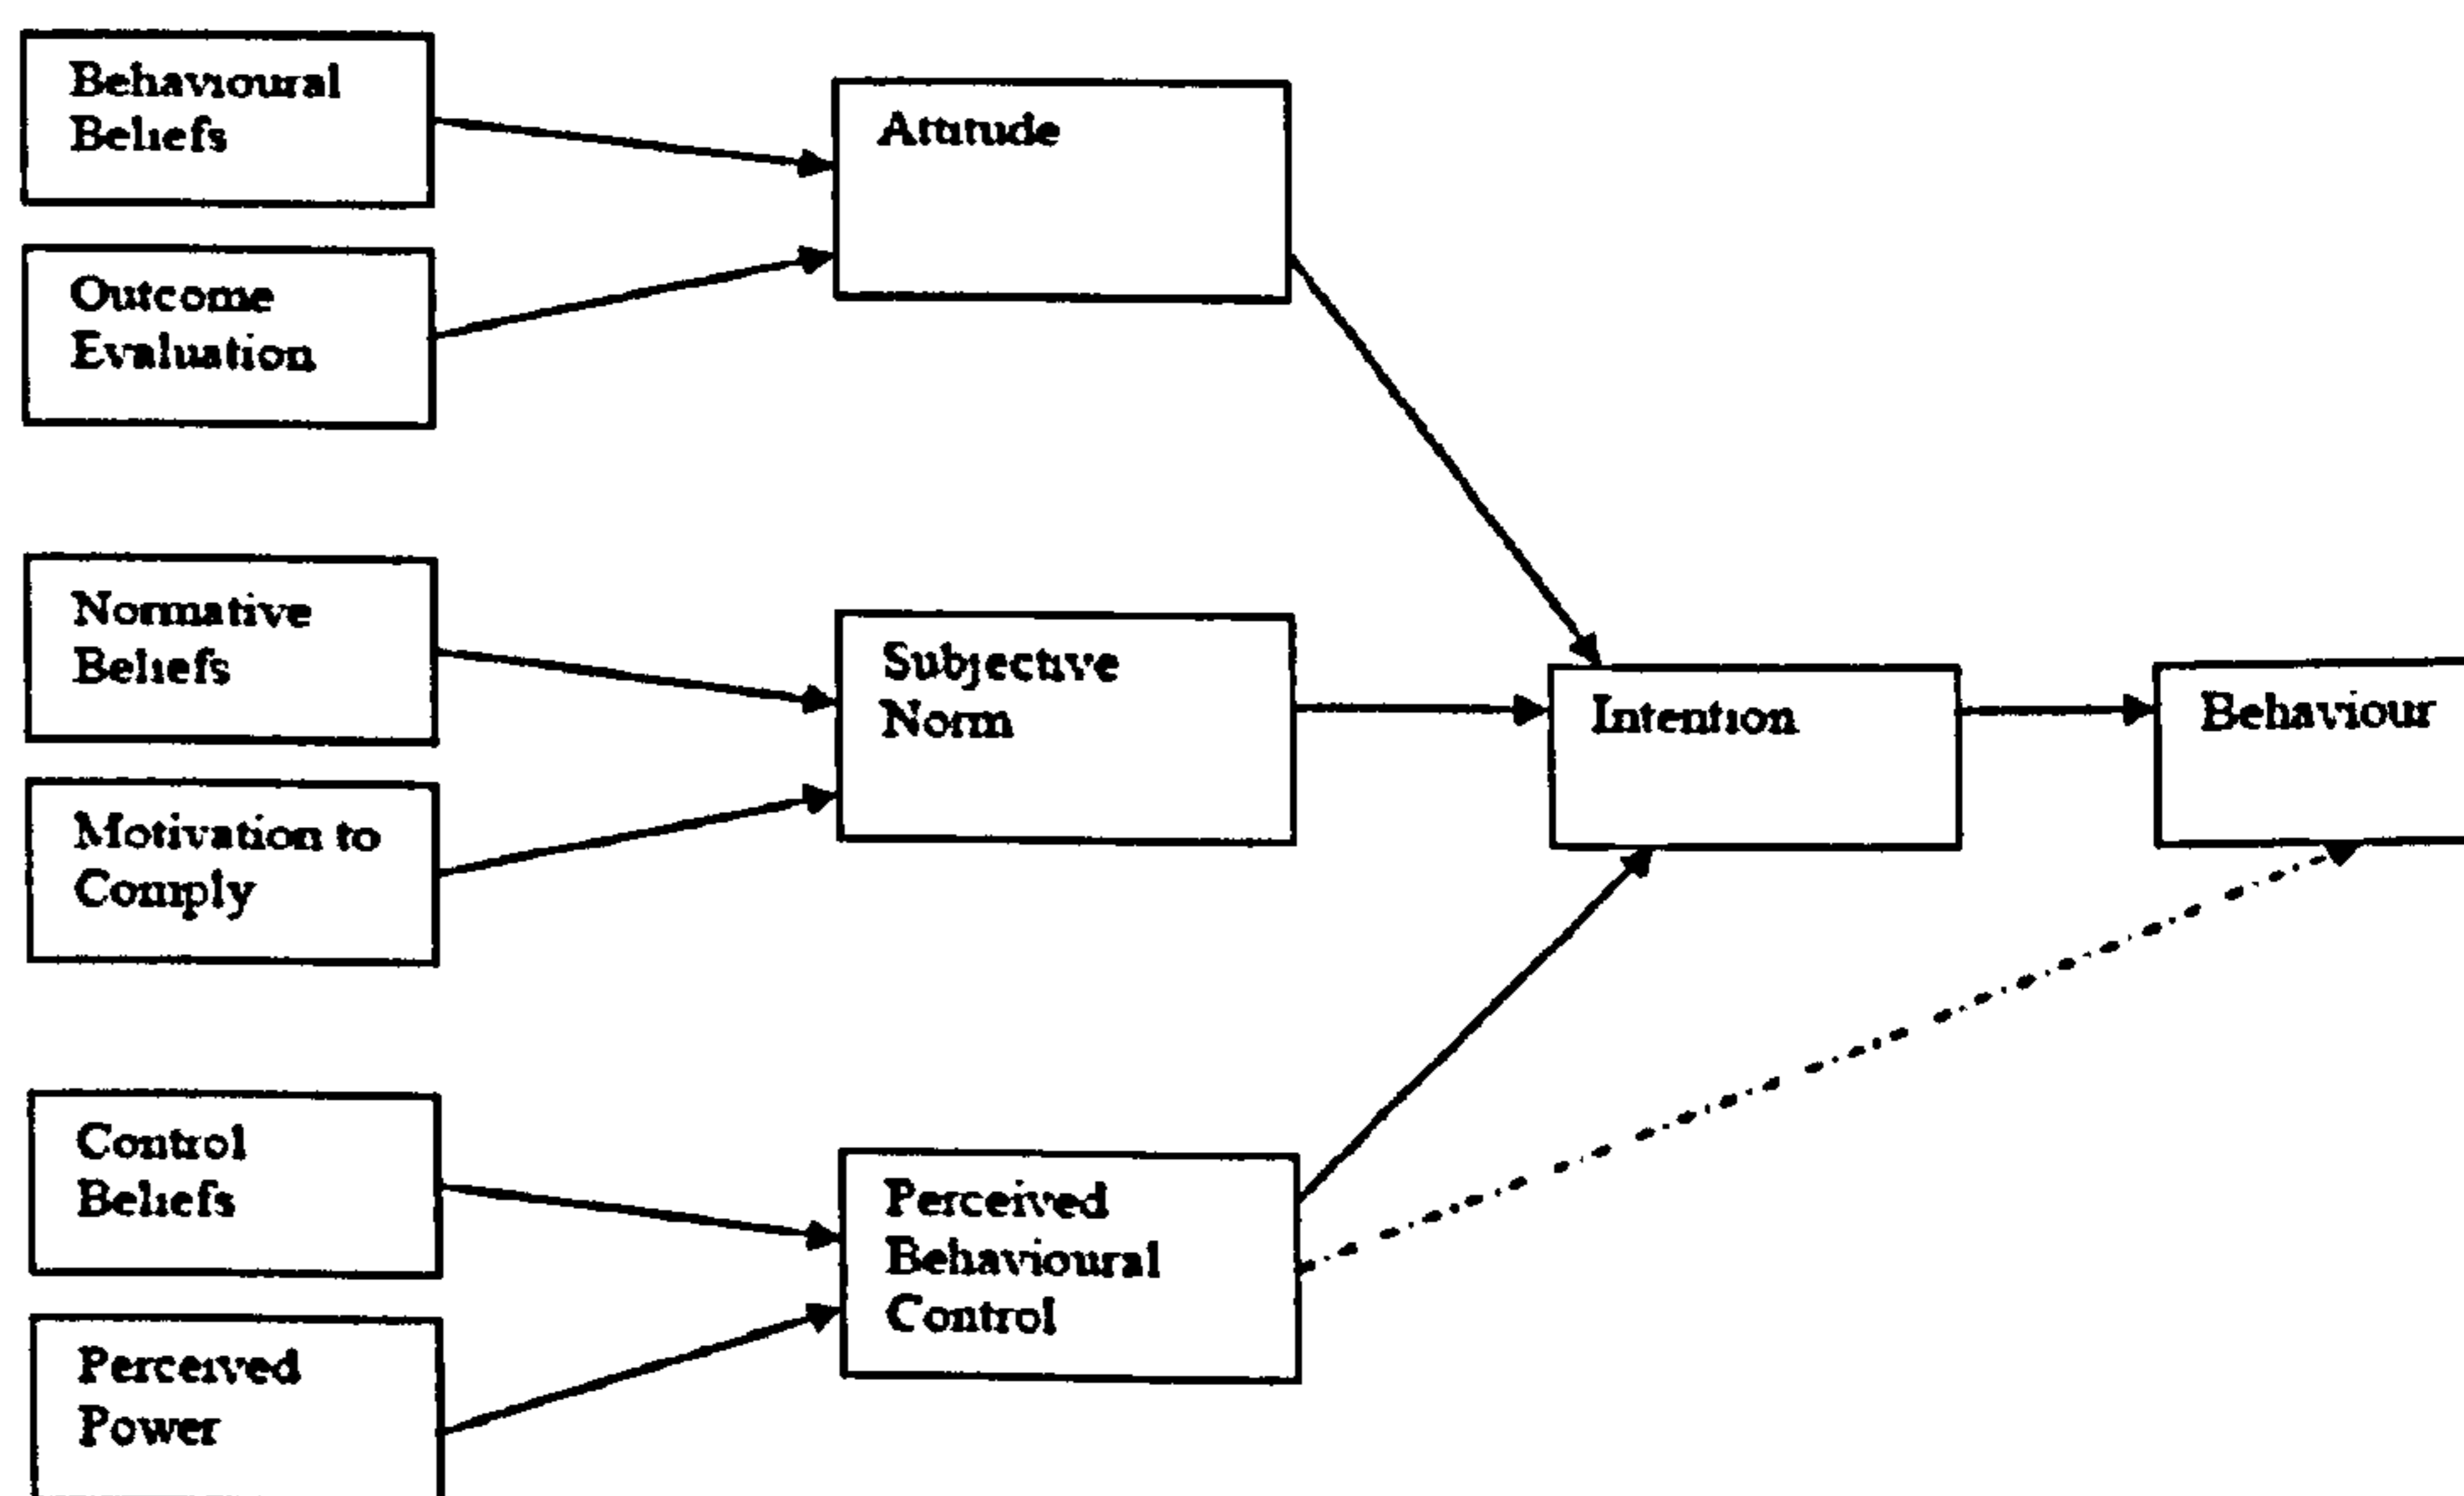 Behavioural
Beliefs
Outcome
Evaluation
Normative
Beliefs
Motivation to
Comply
Control
Beliefs
Perceived
Power
Attitude
Subjective
Norm
Perceived
Behavioural
Control
Intention
Behaviour